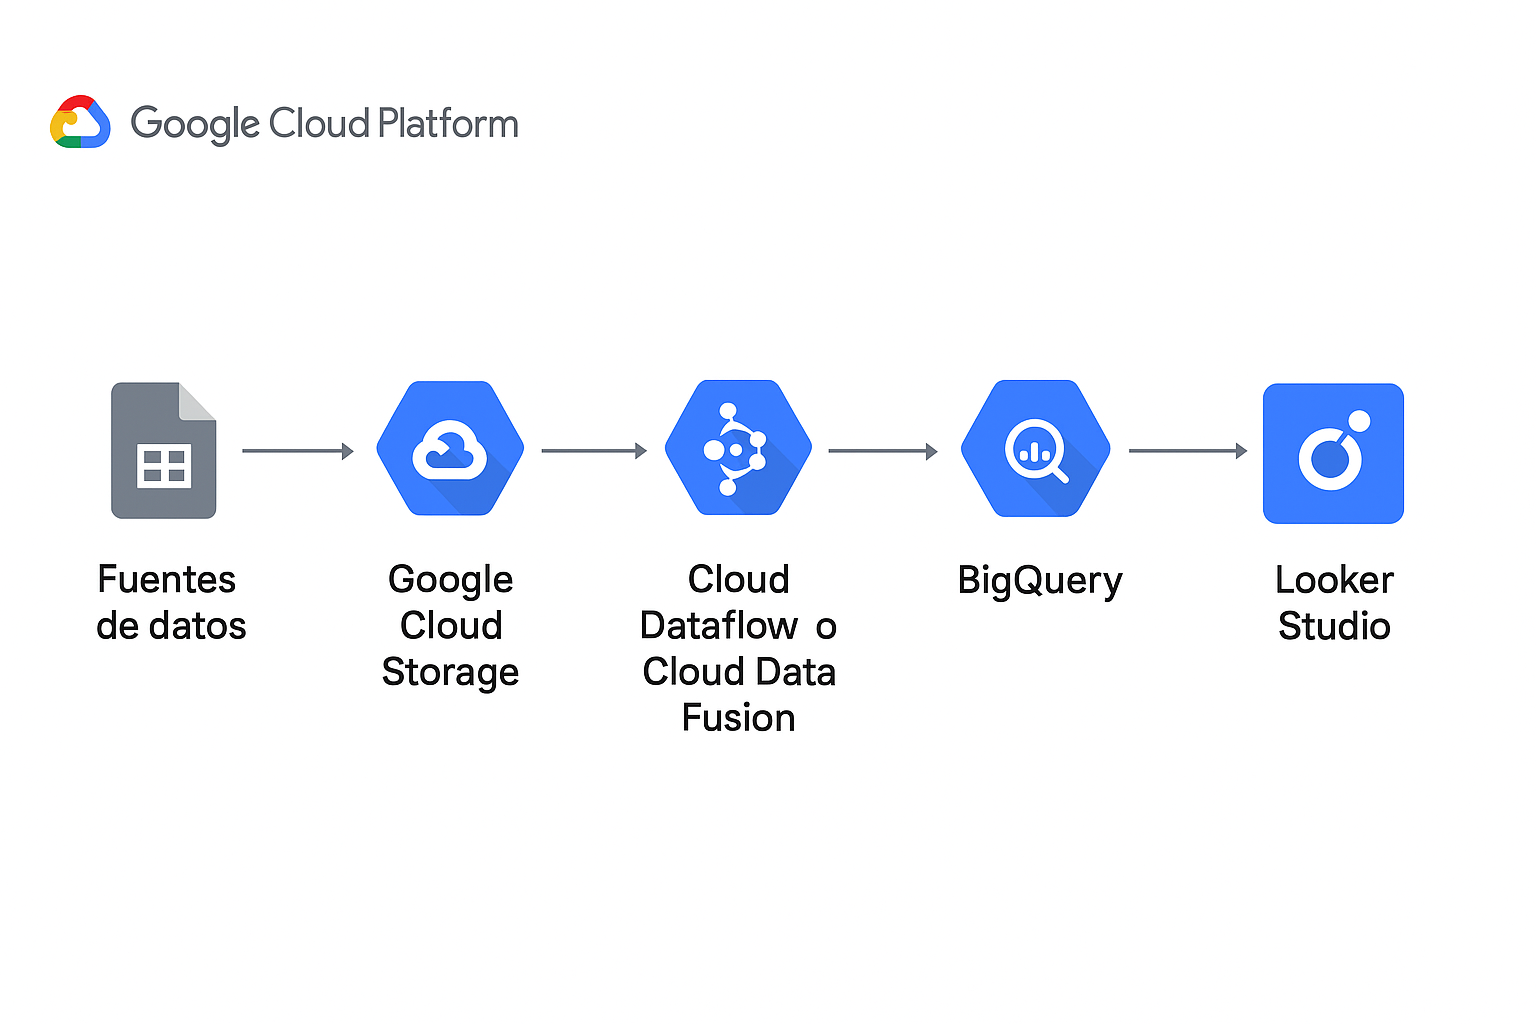 Google Cloud Platform
Fuentes
de datos
Google
Cloud
Storage
Cloud
Dataflow o
Cloud Data
Fusion
BigQuery
Looker
Studio